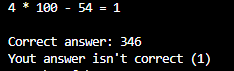 4 * 100 - 54 = 1
Correct answer: 346
Yout answer isn't correct (1)